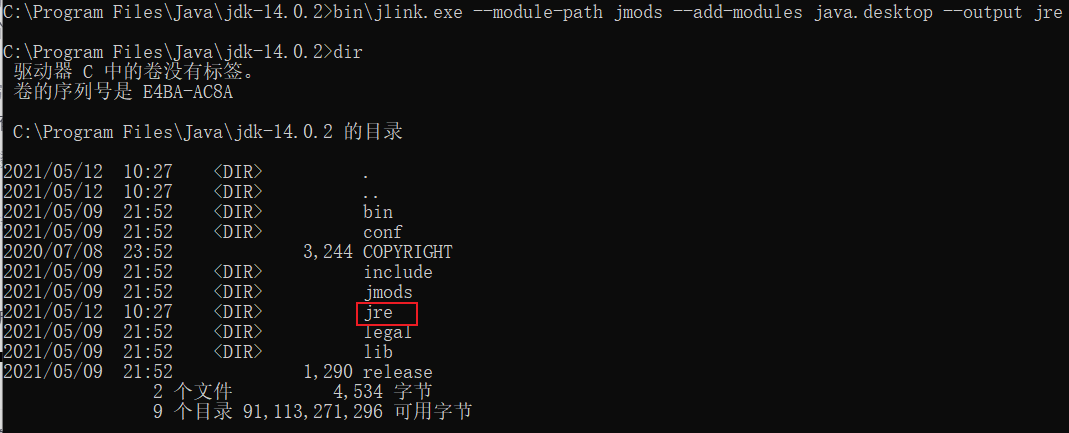 C:\Program Files\Java\jdk-14.0.2>bin\jlink.exe --module-path jmods --add-modules java.desktop --output jre
C:\Program Files\Java\jdk-14.0.2>dir
驱动器 C 中的卷没有标签。
卷的序列号是 E4BA-AC8A
C:\Program Files\Java\jdk-14.0.2 的目录
2021/05/12  10:27    <DIR>          .
2021/05/12  10:27    <DIR>          ..
2021/05/09  21:52    <DIR>          bin
2021/05/09  21:52    <DIR>          conf
2020/07/08  23:52             3,244 COPYRIGHT
2021/05/09  21:52    <DIR>          include
2021/05/09  21:52    <DIR>          jmods
2021/05/12  10:27    <DIR>          jre
2021/05/09  21:52    <DIR>          legal
2021/05/09  21:52    <DIR>          lib
2021/05/09  21:52             1,290 release
2 个文件          4,534 字节
9 个目录 91,113,271,296 可用字节